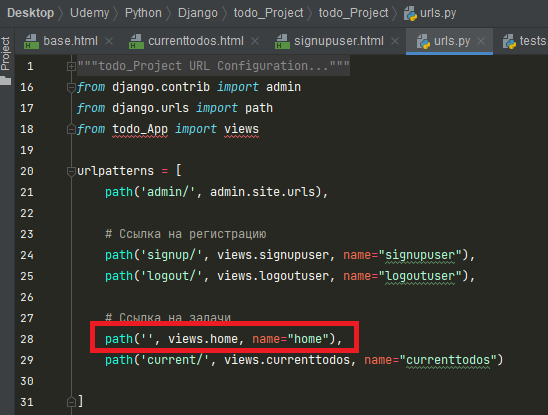 Desktop > Udemy > Python > Django > todo_Project > todo_Project > urls.py
base.html × currenttodos.html × signupuser.html × urls.py × tests.
Project
1 """todo_Project URL Configuration..."""
16 from django.contrib import admin
17 from django.urls import path
18 from todo_App import views
19
20 urlpatterns = [
21 path('admin/', admin.site.urls),
22
23 # Ссылка на регистрацию
24 path('signup/', views.signupuser, name="signupuser"),
25 path('logout/', views.logoutuser, name="logoutuser"),
26
27 # Ссылка на задачи
28 path('', views.home, name="home"),
29 path('current/', views.currenttodos, name="currenttodos")
30
31 ]